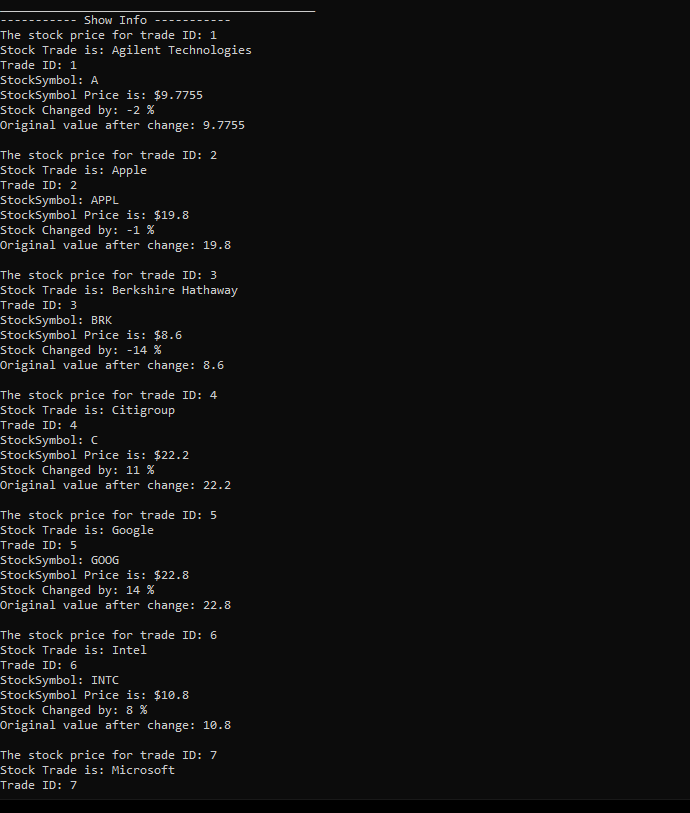 ----------- Show Info -----------
The stock price for trade ID: 1
Stock Trade is: Agilent Technologies
Trade ID: 1
StockSymbol: A
StockSymbol Price is: $9.7755
Stock Changed by: -2 %
Original value after change: 9.7755
The stock price for trade ID: 2
Stock Trade is: Apple
Trade ID: 2
StockSymbol: APPL
StockSymbol Price is: $19.8
Stock Changed by: -1 %
Original value after change: 19.8
The stock price for trade ID: 3
Stock Trade is: Berkshire Hathaway
Trade ID: 3
StockSymbol: BRK
StockSymbol Price is: $8.6
Stock Changed by: -14 %
Original value after change: 8.6
The stock price for trade ID: 4
Stock Trade is: Citigroup
Trade ID: 4
StockSymbol: C
StockSymbol Price is: $22.2
Stock Changed by: 11 %
Original value after change: 22.2
The stock price for trade ID: 5
Stock Trade is: Google
Trade ID: 5
StockSymbol: GOOG
StockSymbol Price is: $22.8
Stock Changed by: 14 %
Original value after change: 22.8
The stock price for trade ID: 6
Stock Trade is: Intel
Trade ID: 6
StockSymbol: INTC
StockSymbol Price is: $10.8
Stock Changed by: 8 %
Original value after change: 10.8
The stock price for trade ID: 7
Stock Trade is: Microsoft
Trade ID: 7